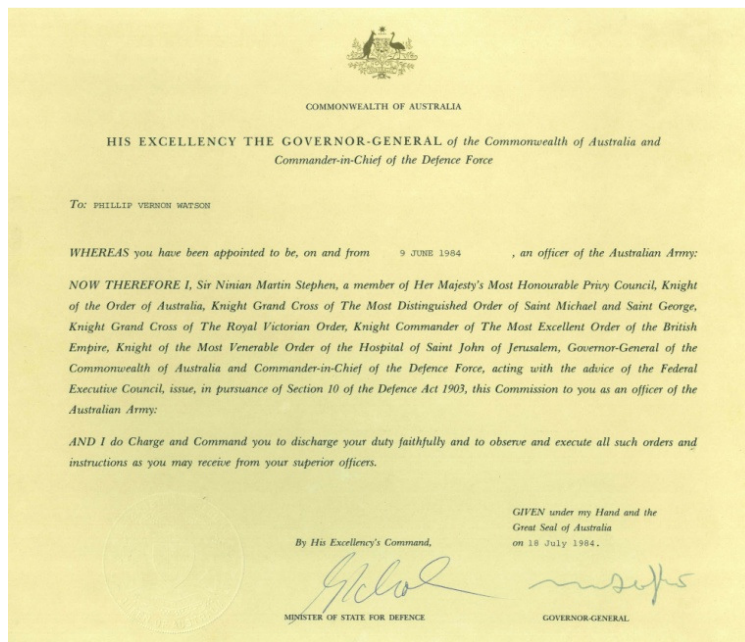 COMMONWEALTH OF AUSTRALIA
HIS EXCELLENCY THE GOVERNOR-GENERAL of the Commonwealth of Australia and
Commander-in-Chief of the Defence Force
To: PHILLIP VERNON WATSON
WHEREAS you have been appointed to be, on and from 9 JUNE 1984 , an officer of the Australian Army:
NOW THEREFORE I, Sir Ninian Martin Stephen, a member of Her Majesty's Most Honourable Privy Council, Knight
of the Order of Australia, Knight Grand Cross of The Most Distinguished Order of Saint Michael and Saint George,
Knight Grand Cross of The Royal Victorian Order, Knight Commander of The Most Excellent Order of the British
Empire, Knight of the Most Venerable Order of the Hospital of Saint John of Jerusalem, Governor-General of the
Commonwealth of Australia and Commander-in-Chief of the Defence Force, acting with the advice of the Federal
Executive Council, issue, in pursuance of Section 10 of the Defence Act 1903, this Commission to you as an officer of the
Australian Army:
AND I do Charge and Command you to discharge your duty faithfully and to observe and execute all such orders and
instructions as you may receive from your superior officers.
GIVEN under my Hand and the
Great Seal of Australia
on 18 July 1984.
By His Excellency's Command,
MINISTER OF STATE FOR DEFENCE
GOVERNOR-GENERAL